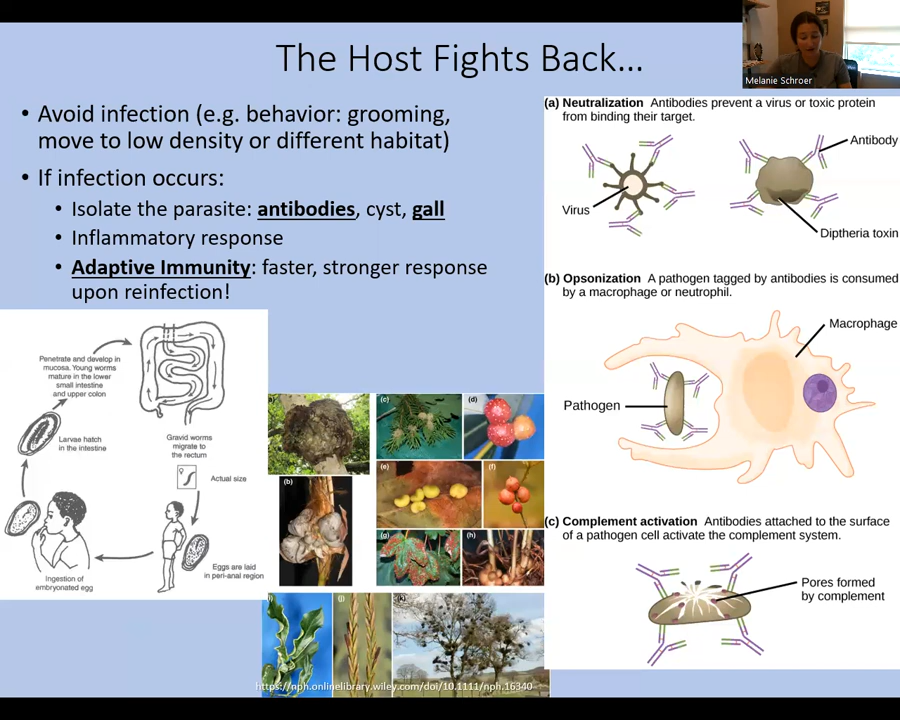 The Host Fights Back…
Melanie Schroer
• Avoid infection (e.g. behavior: grooming,
move to low density or different habitat)
• If infection occurs:
• Isolate the parasite: antibodies, cyst, gall
• Inflammatory response
• Adaptive Immunity: faster, stronger response
upon reinfection!
Penetrate and develop in
mucosa. Young worms
mature in the lower
small intestine
and upper colon
Larvae hatch
in the intestine
Gravid worms
migrate to
the rectum
Actual size
Ingestion of
embryonated egg
Eggs are laid
in peri-anal region
(b)
(c)
(d)
(e)
(f)
(g)
(h)
(j)
https://nph.onlinelibrary.wiley.com/doi/10.1111/nph.16340
(a) Neutralization Antibodies prevent a virus or toxic protein
from binding their target.
Antibody
Virus
Diptheria toxin
(b) Opsonization A pathogen tagged by antibodies is consumed
by a macrophage or neutrophil.
Macrophage
Pathogen
(c) Complement activation Antibodies attached to the surface
of a pathogen cell activate the complement system.
Pores formed
by complement